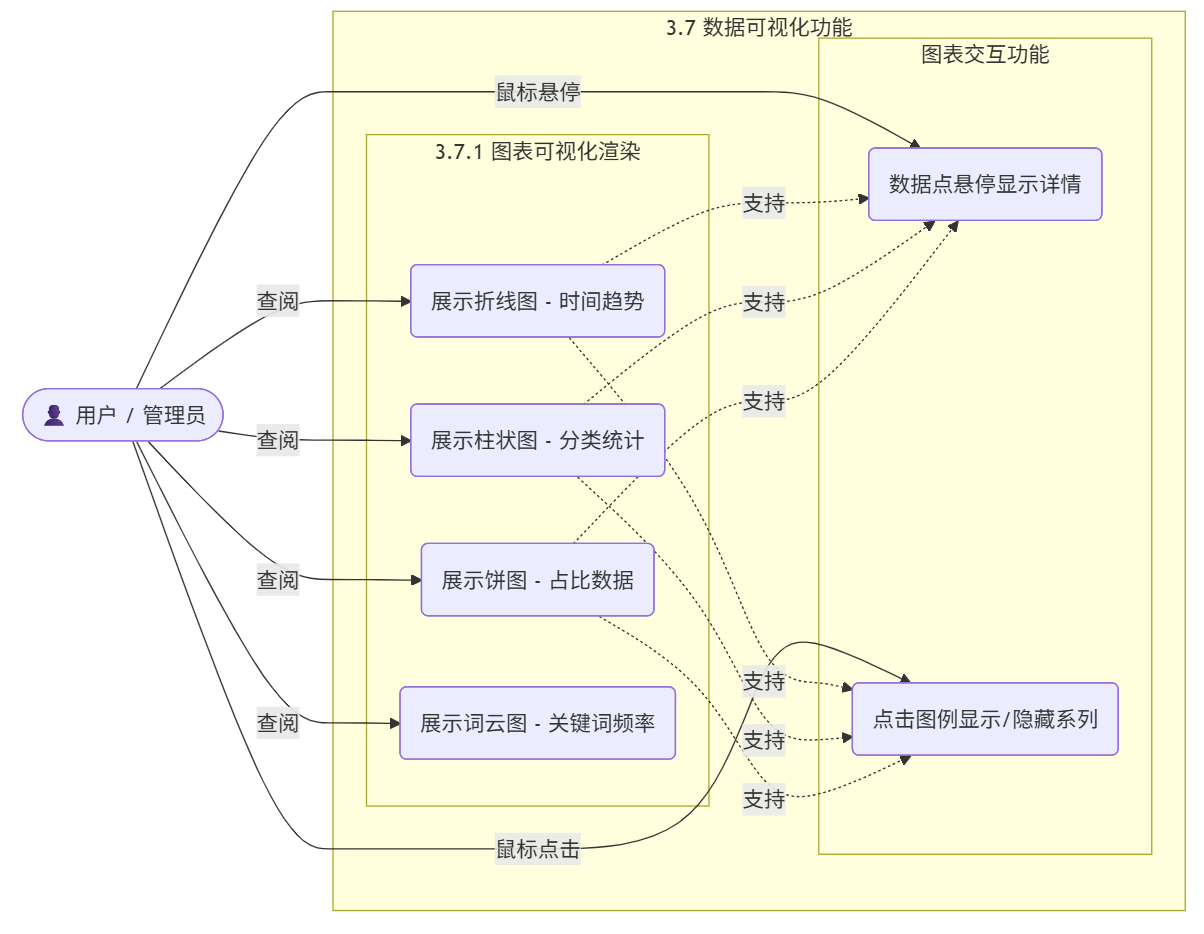 3.7 数据可视化功能
图表交互功能
鼠标悬停
3.7.1 图表可视化渲染
数据点悬停显示详情
支持
查阅
展示折线图 - 时间趋势
支持
支持
用户 / 管理员
查阅
展示柱状图 - 分类统计
查阅
展示饼图 - 占比数据
支持
查阅
展示词云图 - 关键词频率
点击图例显示/隐藏系列
支持
支持
鼠标点击